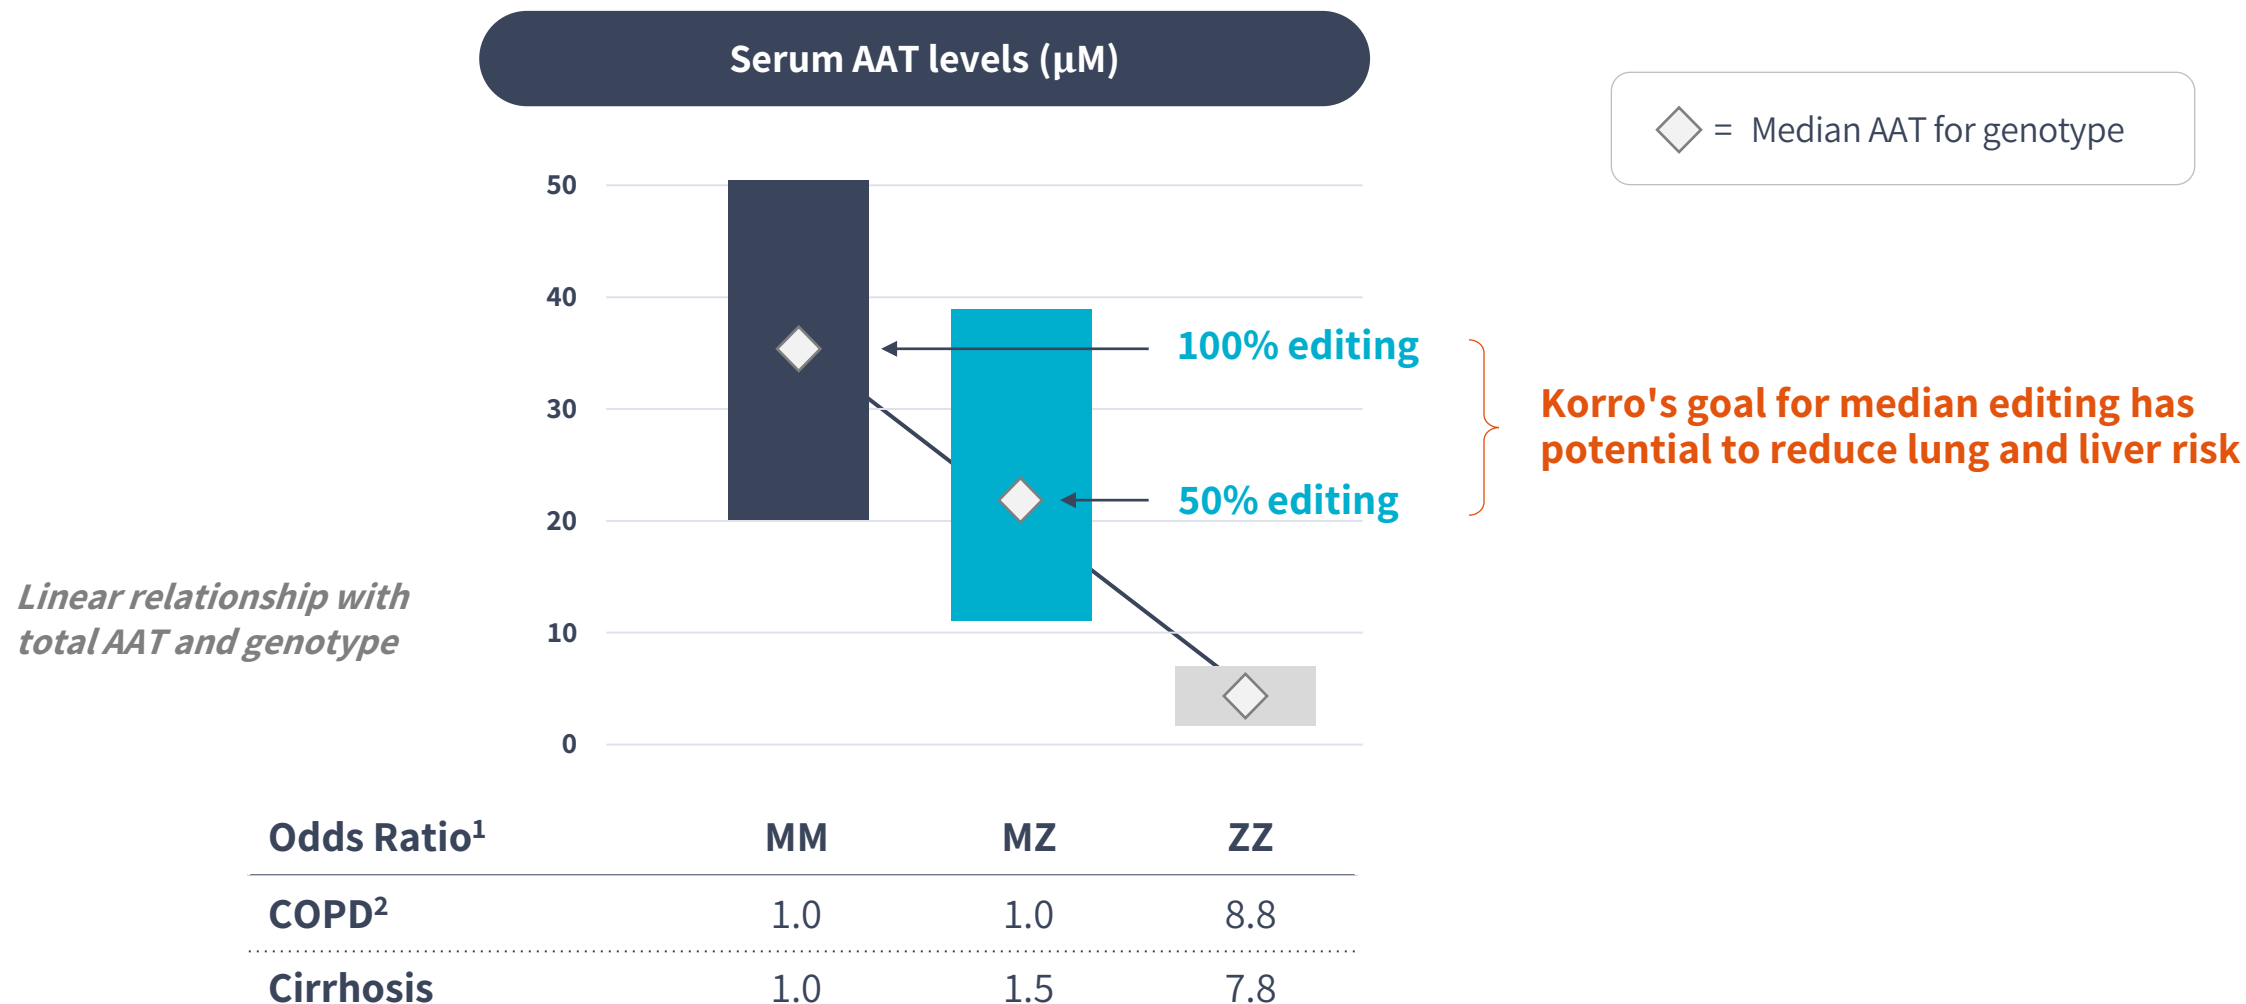 Serum AAT levels (μM)
= Median AAT for genotype
50
40
30
20
10
0
100% editing
50% editing
Korro's goal for median editing has
potential to reduce lung and liver risk
Linear relationship with
total AAT and genotype
Odds Ratio¹ MM MZ ZZ
COPD² 1.0 1.0 8.8
Cirrhosis 1.0 1.5 7.8